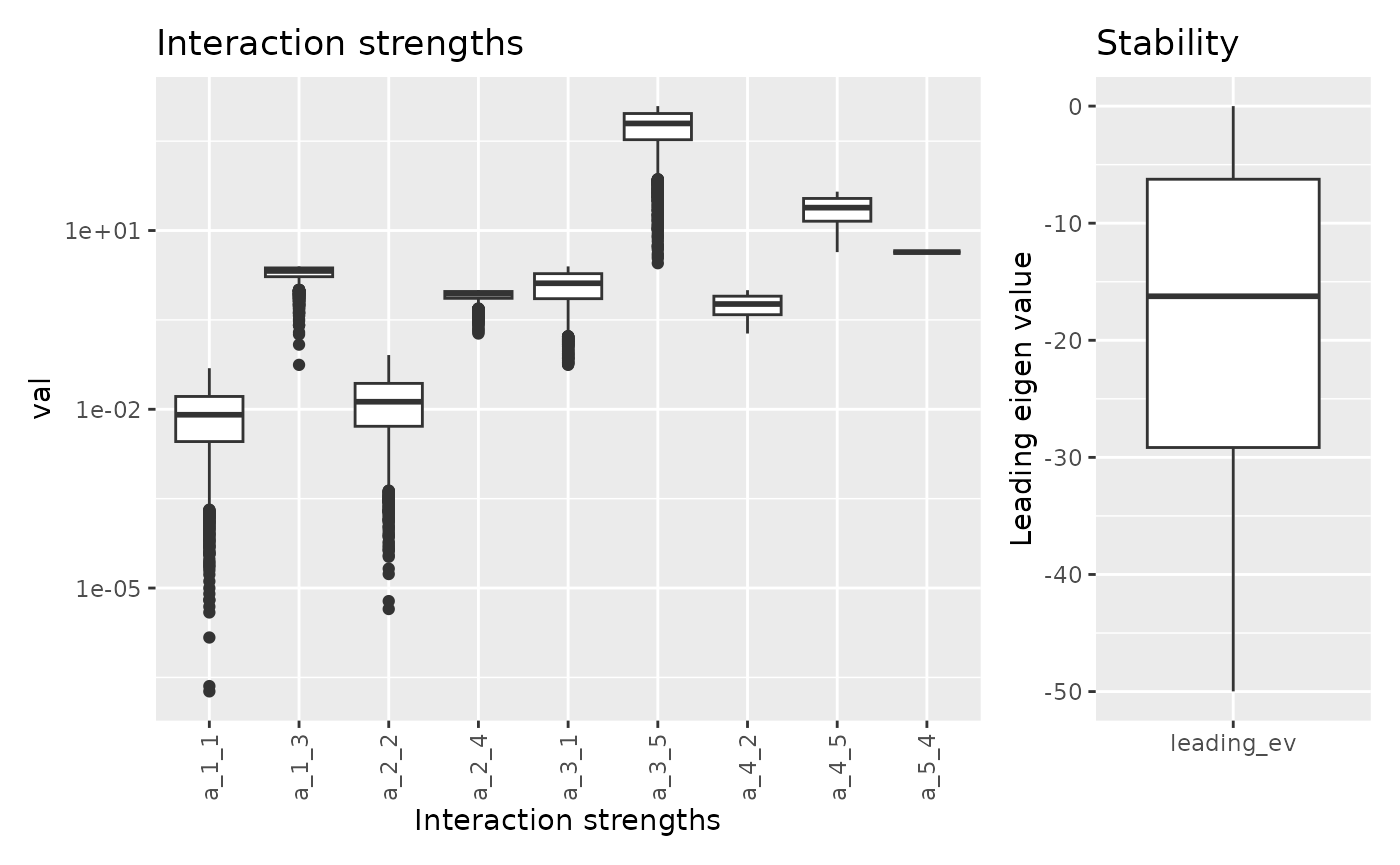 Interaction strengths
val
1e+01
1e-02
1e-05
a_1_1
a_1_3
a_2_2
a_2_4
a_3_1
a_3_5
a_4_2
a_4_5
a_5_4
Interaction strengths
Stability
Leading eigen value
0
-10
-20
-30
-40
-50
leading_ev